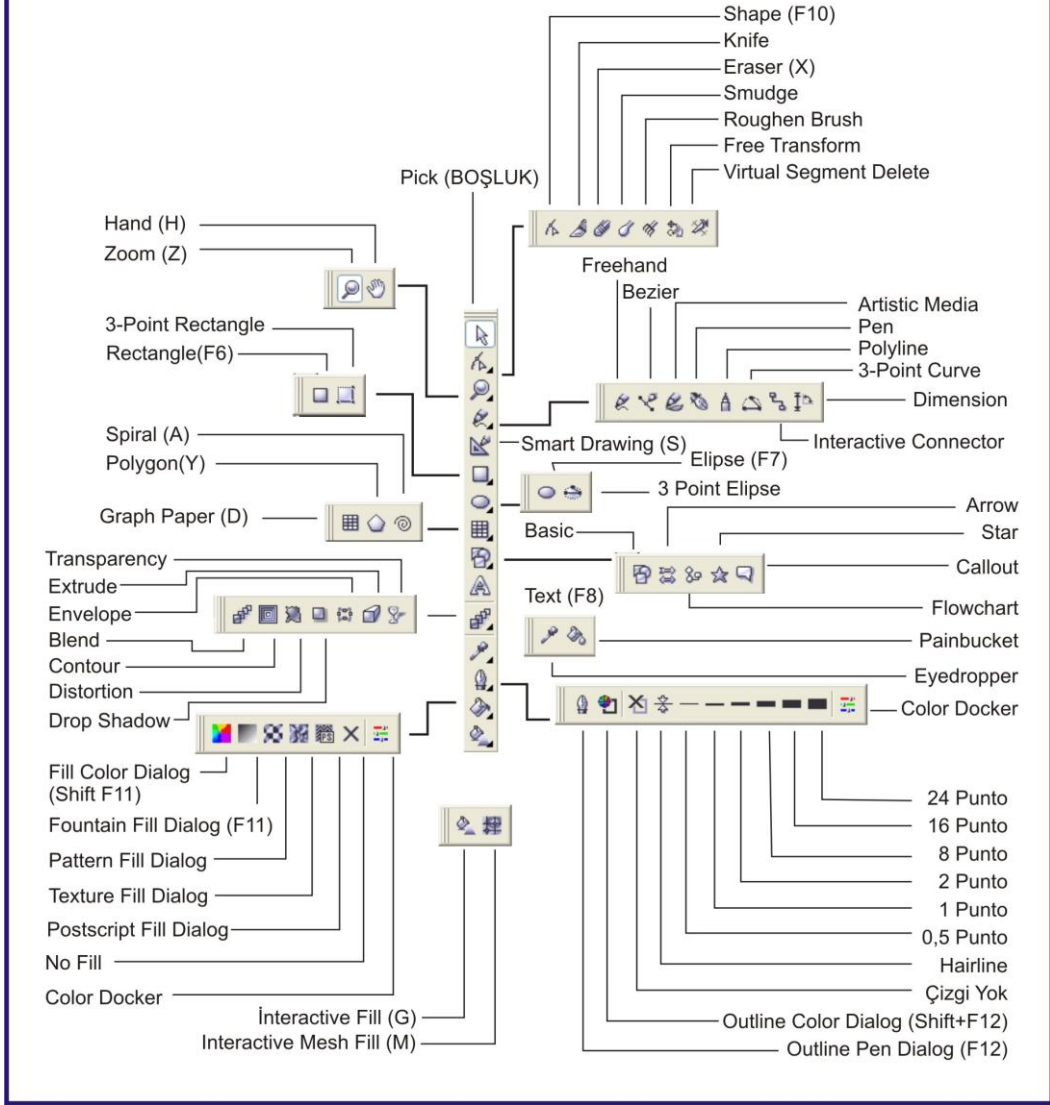 Shape (F10)
Knife
Eraser (X)
Smudge
Roughen Brush
Free Transform
Virtual Segment Delete
Pick (BOŞLUK)
Hand (H)
Zoom (Z)
3-Point Rectangle
Rectangle(F6)
Freehand
Bezier
Artistic Media
Pen
Polyline
3-Point Curve
Dimension
Interactive Connector
Smart Drawing (S)
Elipse (F7)
3 Point Elipse
Spiral (A)
Polygon(Y)
Graph Paper (D)
Basic
Arrow
Star
Callout
Flowchart
Text (F8)
Painbucket
Eyedropper
Color Docker
Transparency
Extrude
Envelope
Blend
Contour
Distortion
Drop Shadow
Fill Color Dialog
(Shift F11)
Fountain Fill Dialog (F11)
Pattern Fill Dialog
Texture Fill Dialog
Postscript Fill Dialog
No Fill
Color Docker
İnteractive Fill (G)
Interactive Mesh Fill (M)
24 Punto
16 Punto
8 Punto
2 Punto
1 Punto
0,5 Punto
Hairline
Çizgi Yok
Outline Color Dialog (Shift+F12)
Outline Pen Dialog (F12)